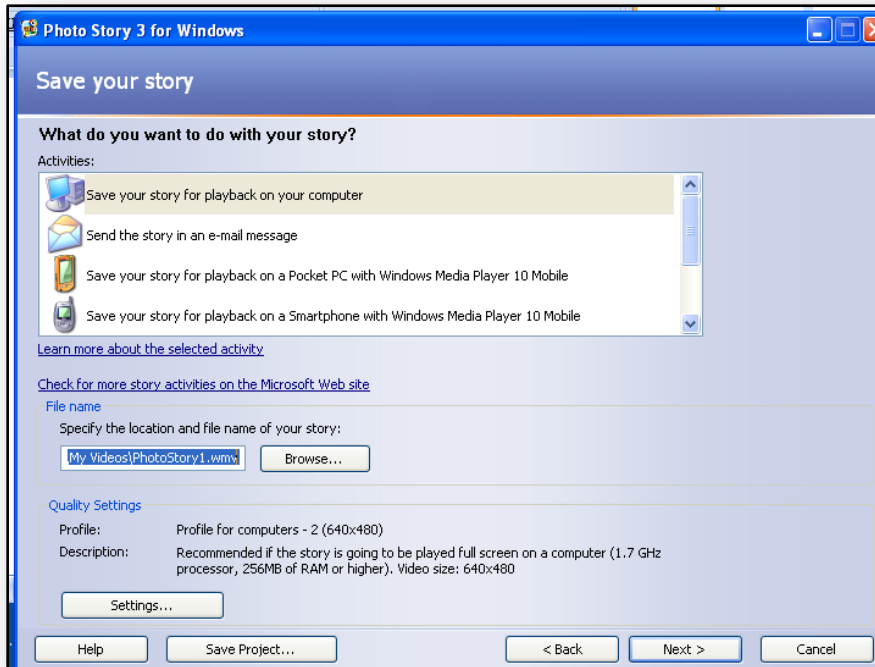 Photo Story 3 for Windows
Save your story
What do you want to do with your story?
Activities:
Save your story for playback on your computer
Send the story in an e-mail message
Save your story for playback on a Pocket PC with Windows Media Player 10 Mobile
Save your story for playback on a Smartphone with Windows Media Player 10 Mobile
Learn more about the selected activity
Check for more story activities on the Microsoft Web site
File name
Specify the location and file name of your story:
My Videos\PhotoStory1.wmv
Browse...
Quality Settings
Profile: Profile for computers - 2 (640x480)
Description: Recommended if the story is going to be played full screen on a computer (1.7 GHz
processor, 256MB of RAM or higher). Video size: 640x480
Settings...
Help Save Project... < Back Next > Cancel